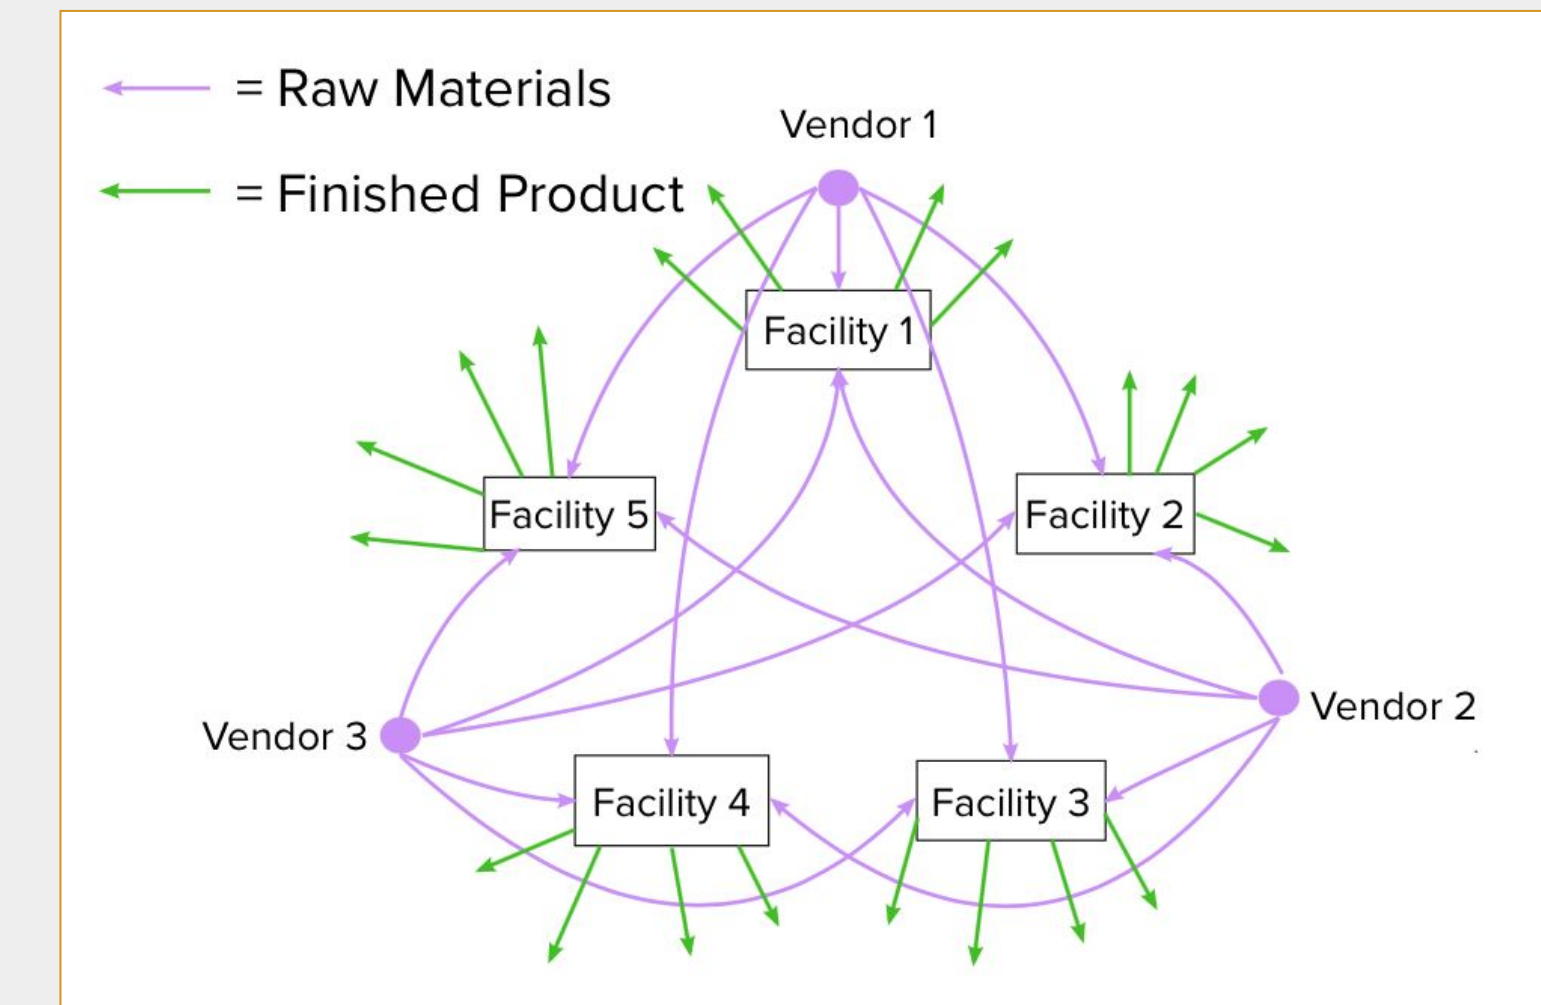 = Raw Materials
Vendor 1
= Finished Product
Facility 1
Facility 5
Facility 2
Vendor 3
Vendor 2
Facility 4
Facility 3